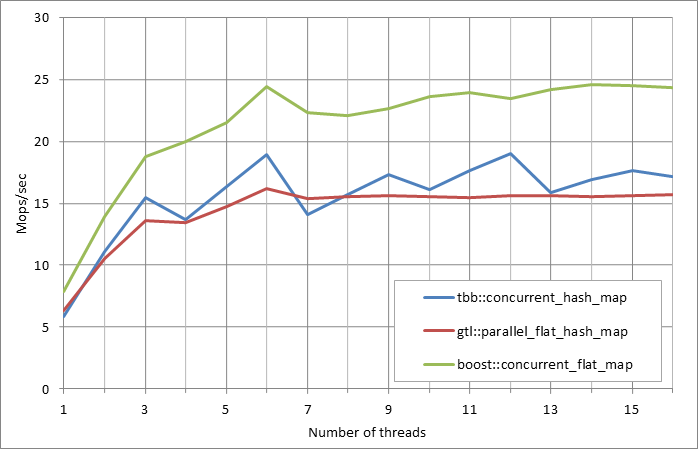 30
25
20
15
10
5
0
Mops/sec
tbb::concurrent_hash_map
gtl::parallel_flat_hash_map
boost::concurrent_flat_map
1 3 5 7 9 11 13 15
Number of threads